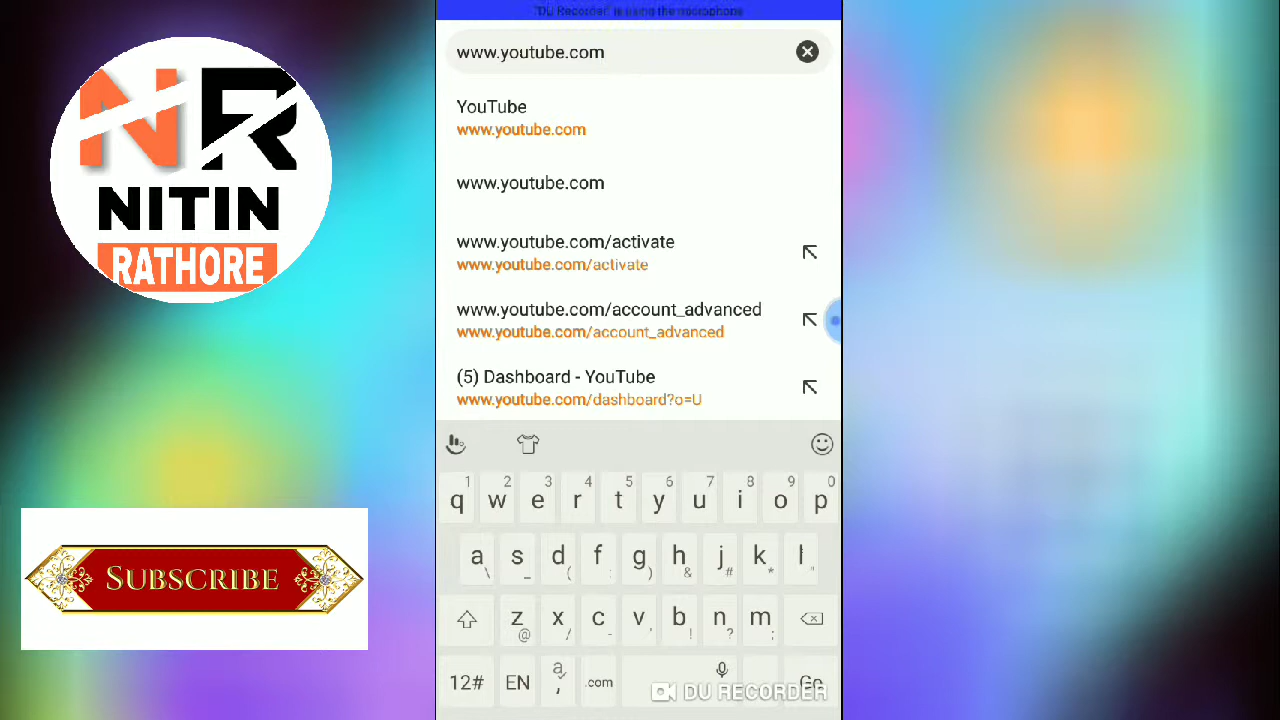 "DU Recorder" is using the microphone
www.youtube.com
YouTube
www.youtube.com
www.youtube.com
www.youtube.com/activate
www.youtube.com/activate
www.youtube.com/account_advanced
www.youtube.com/account_advanced
(5) Dashboard - YouTube
www.youtube.com/dashboard?o=U
1 2 3 4 5 6 7 8 9 0
q w e r t y u i o p
a s d f g h j k l
\ _ ( : ) & # * "
z x c v b n m
@ / - ' ! ? ;
12# EN a , .com Go
DU RECORDER
NR
NITIN
RATHORE
SUBSCRIBE